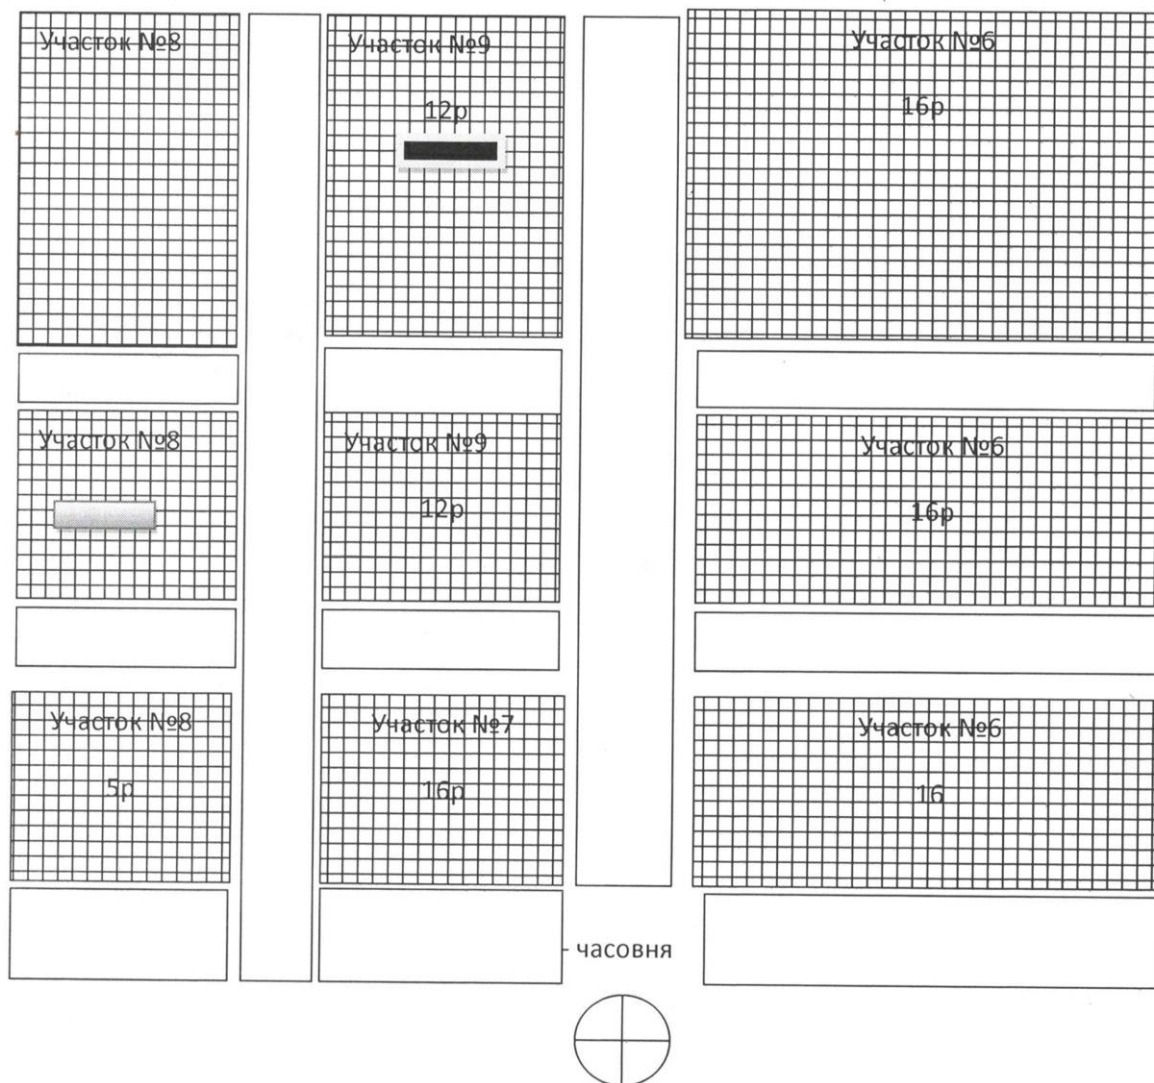 Участок №8
Участок №9
12р
Участок №6
16р
Участок №8
Участок №9
12р
Участок №6
16р
Участок №8
5р
Участок №7
16р
Участок №6
16
- часовня